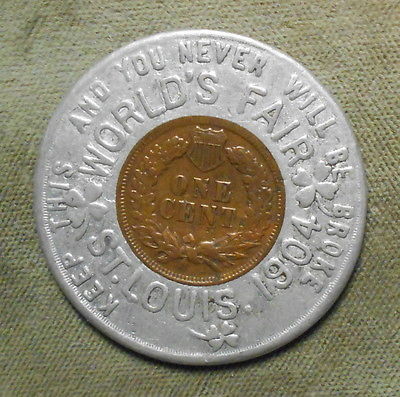 KEEP THIS AND YOU NEVER WILL BE BROKE
WORLD'S FAIR
ST. LOUIS. 1904
ONE
CENT.